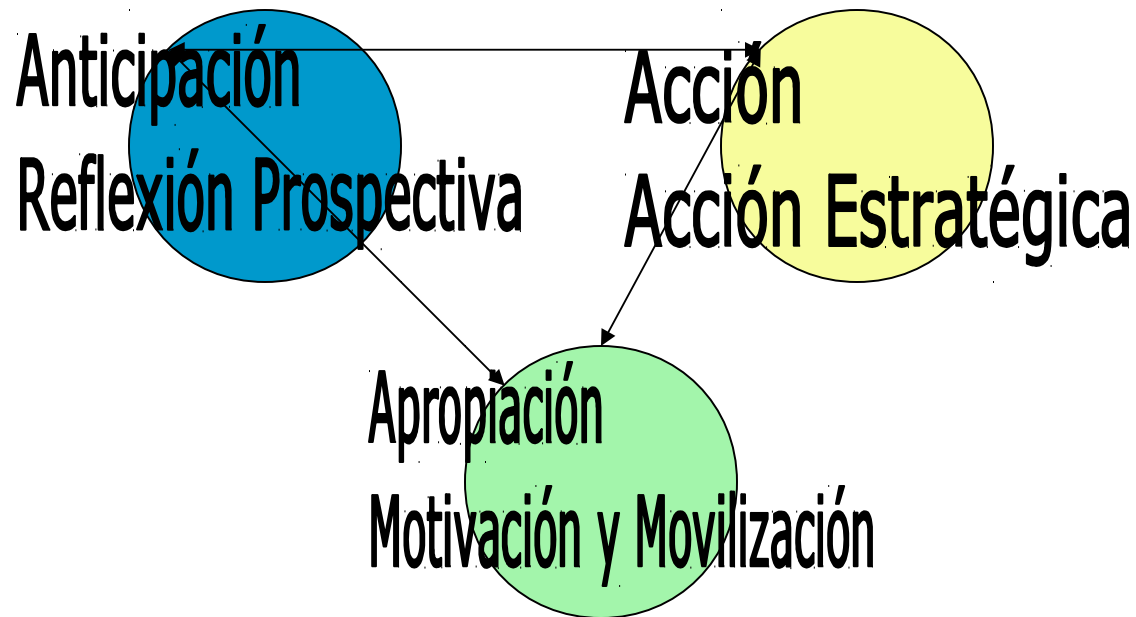 Anticipación
Reflexión Prospectiva
Acción
Acción Estratégica
Apropiación
Motivación y Movilización